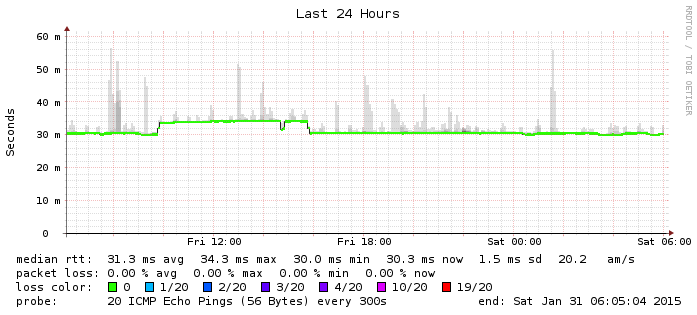 Last 24 Hours
RRDTOOL / TOBI OETIKER
Seconds
60 m
50 m
40 m
30 m
20 m
10 m
0
Fri 12:00 Fri 18:00 Sat 00:00 Sat 06:00
median rtt: 31.3 ms avg 34.3 ms max 30.0 ms min 30.3 ms now 1.5 ms sd 20.2 am/s
packet loss: 0.00 % avg 0.00 % max 0.00 % min 0.00 % now
loss color: 0 1/20 2/20 3/20 4/20 10/20 19/20
probe: 20 ICMP Echo Pings (56 Bytes) every 300s end: Sat Jan 31 06:05:04 2015